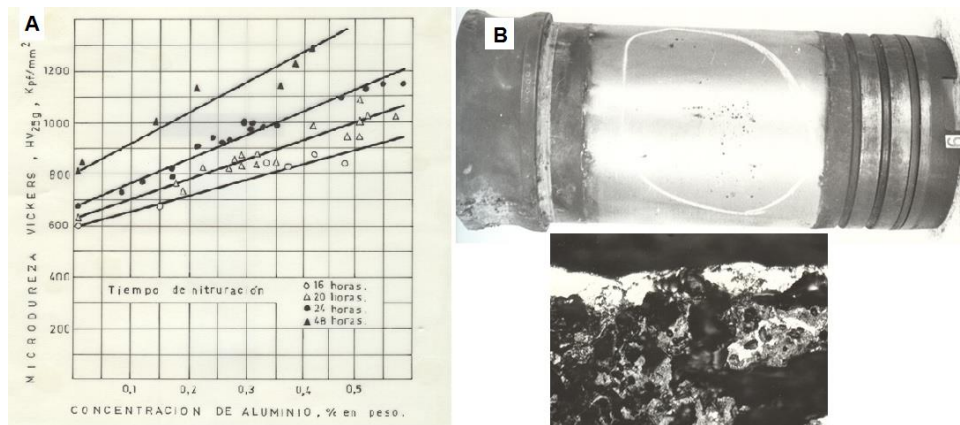 A
B
MICRODUREZA VICKERS, HV25g, Kpf/mm²
1200
1000
800
600
400
200
Tiempo de nitruración
○ 16 horas.
△ 20 horas.
● 24 horas.
▲ 48 horas.
0,1 0,2 0,3 0,4 0,5
CONCENTRACION DE ALUMINIO, % en peso.